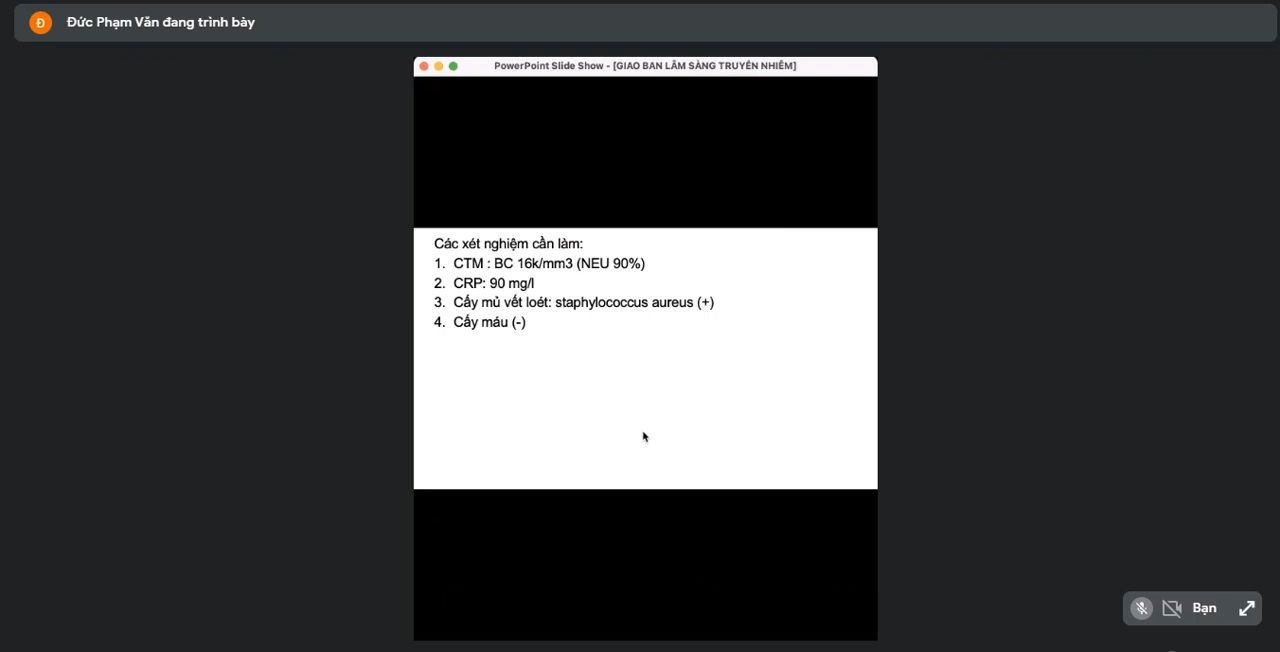 Đ Đức Phạm Văn đang trình bày
PowerPoint Slide Show - [GIAO BAN LÂM SÀNG TRUYỀN NHIỄM]
Các xét nghiệm cần làm:
1. CTM : BC 16k/mm3 (NEU 90%)
2. CRP: 90 mg/l
3. Cấy mủ vết loét: staphylococcus aureus (+)
4. Cấy máu (-)
Bạn